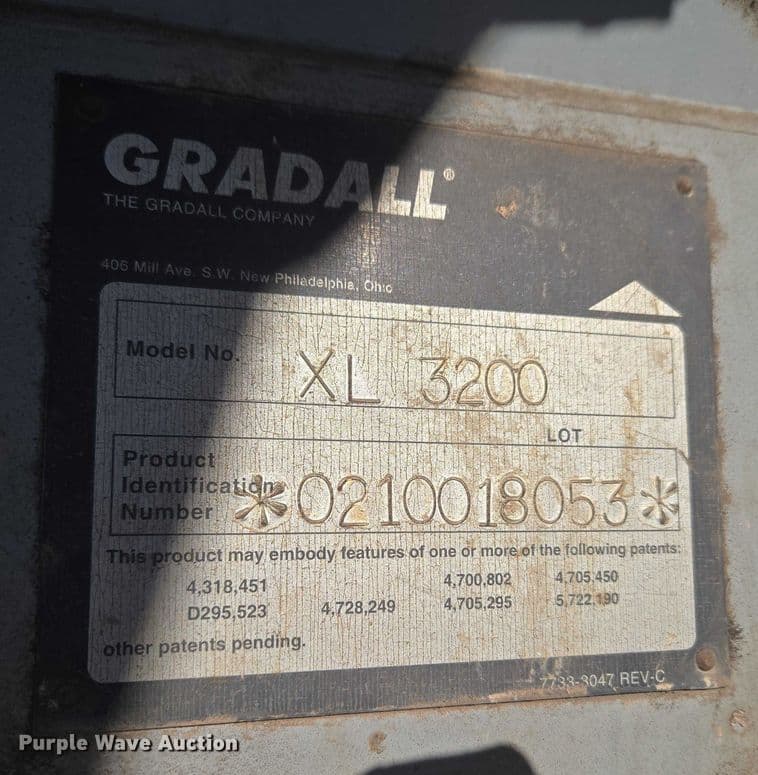 GRADALL®
THE GRADALL COMPANY
406 Mill Ave. S.W. New Philadelphia, Ohio
Model No. XL 3200
LOT
Product
Identification
Number *0210018053*
This product may embody features of one or more of the following patents:
4,318,451 4,700,802 4,705,450
D295,523 4,728,249 4,705,295 5,722,190
other patents pending.
7733-3047 REV-C
Purple Wave Auction